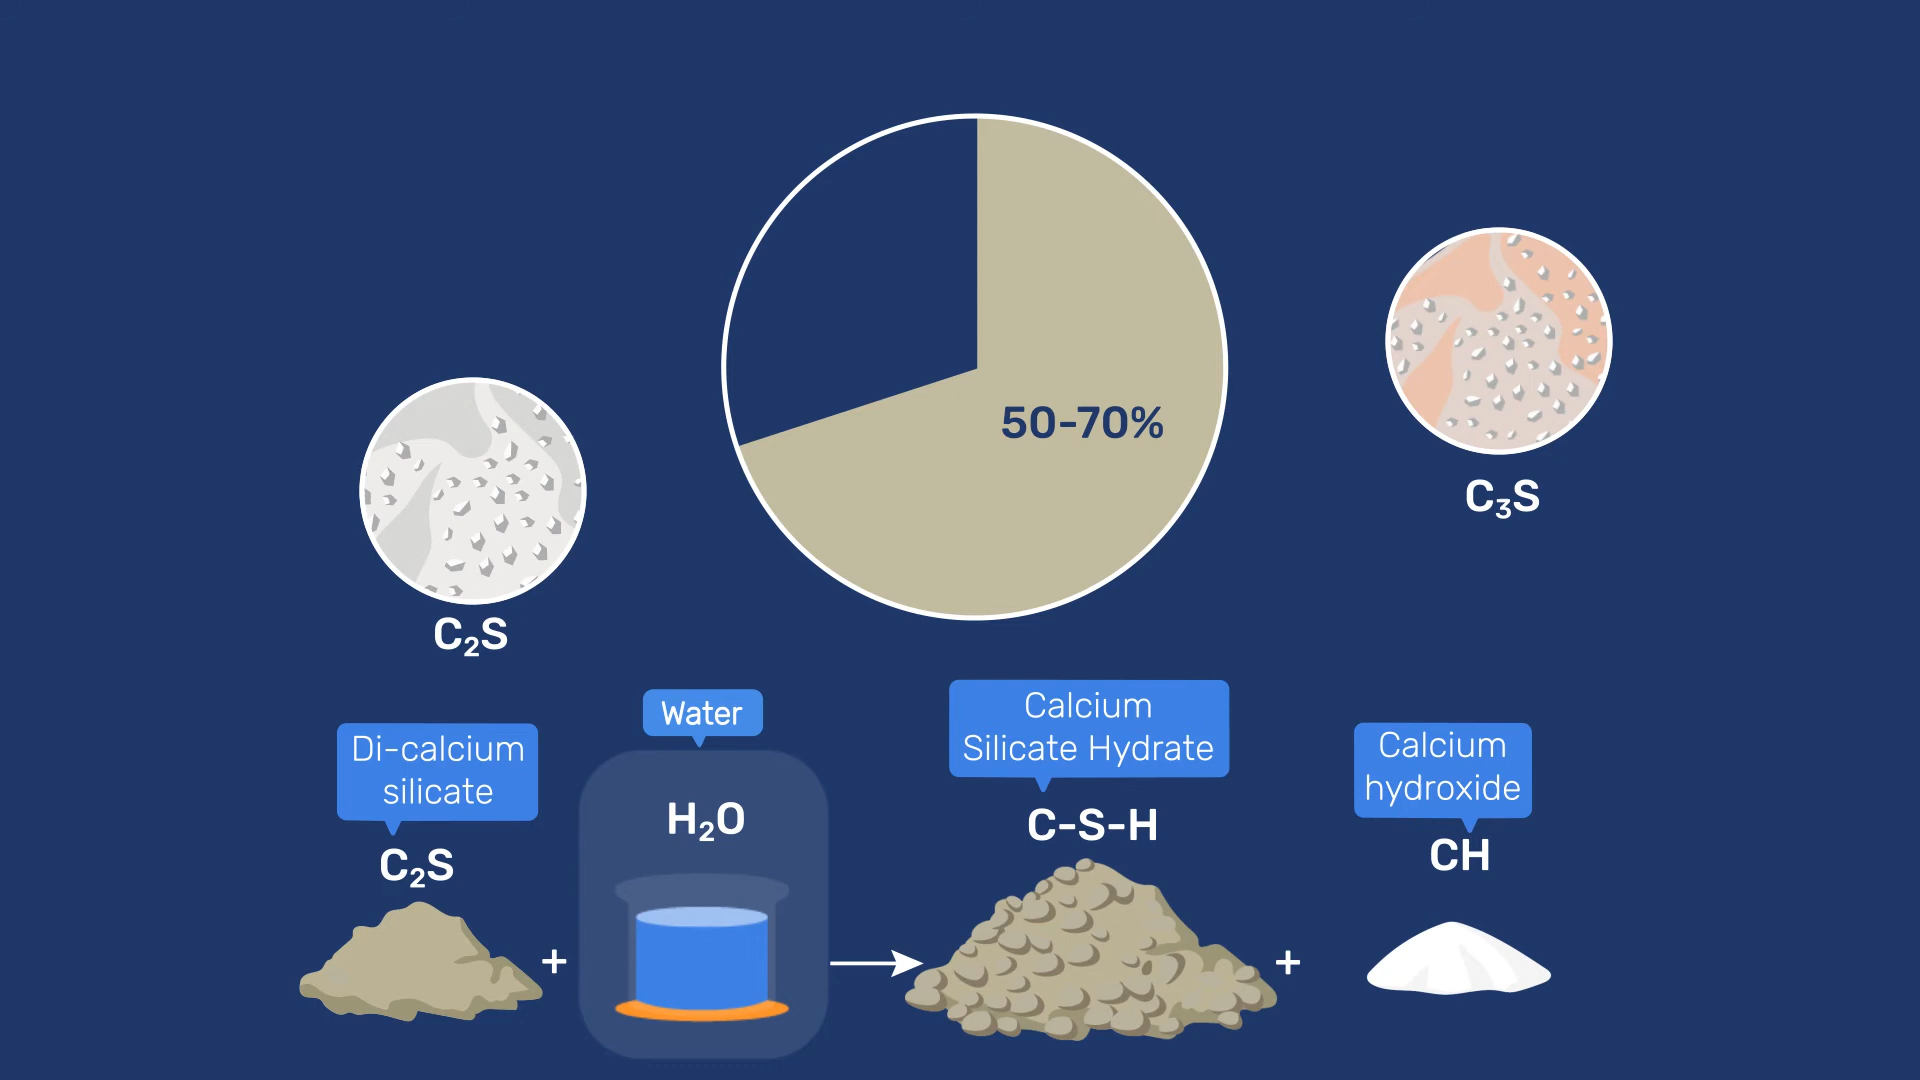 50-70%
C₃S
C₂S
Water
Di-calcium
silicate
Calcium
Silicate Hydrate
Calcium
hydroxide
C₂S
H₂O
C-S-H
CH
+
+